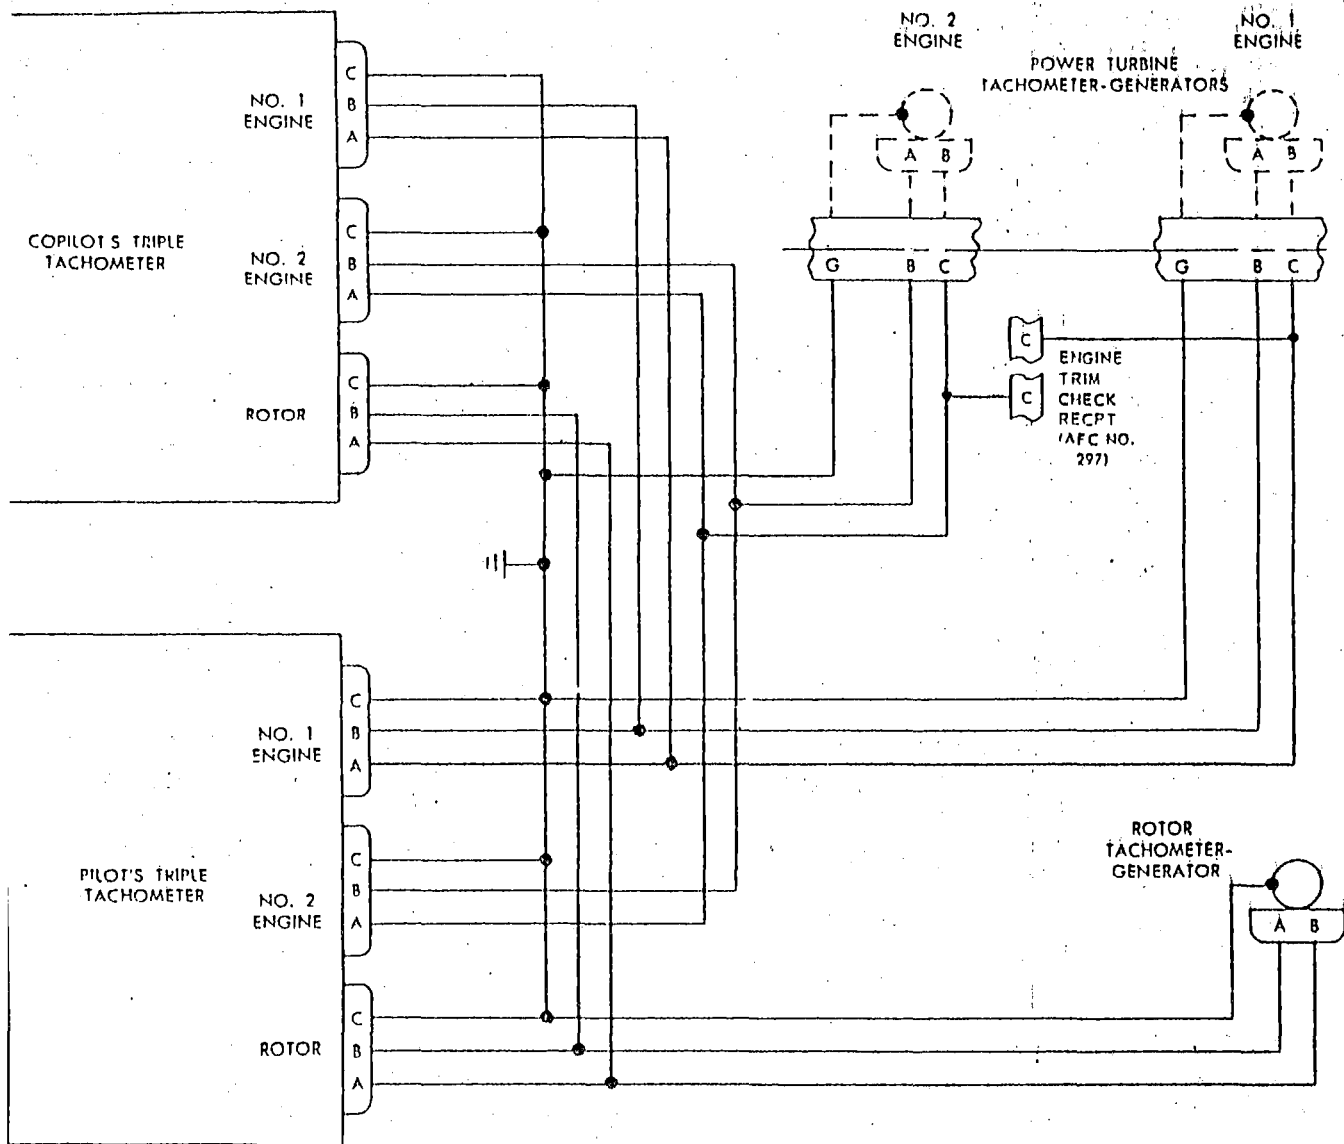 NO. 2
ENGINE
NO. 1
ENGINE
POWER TURBINE
TACHOMETER-GENERATORS
A B
A B
G B C
G B C
C
C
ENGINE
TRIM
CHECK
RECPT
(AFC NO.
297)
COPILOT'S TRIPLE
TACHOMETER
NO. 1
ENGINE
C
B
A
NO. 2
ENGINE
C
B
A
ROTOR
C
B
A
PILOT'S TRIPLE
TACHOMETER
NO. 1
ENGINE
C
B
A
NO. 2
ENGINE
C
B
A
ROTOR
C
B
A
ROTOR
TACHOMETER-
GENERATOR
A B